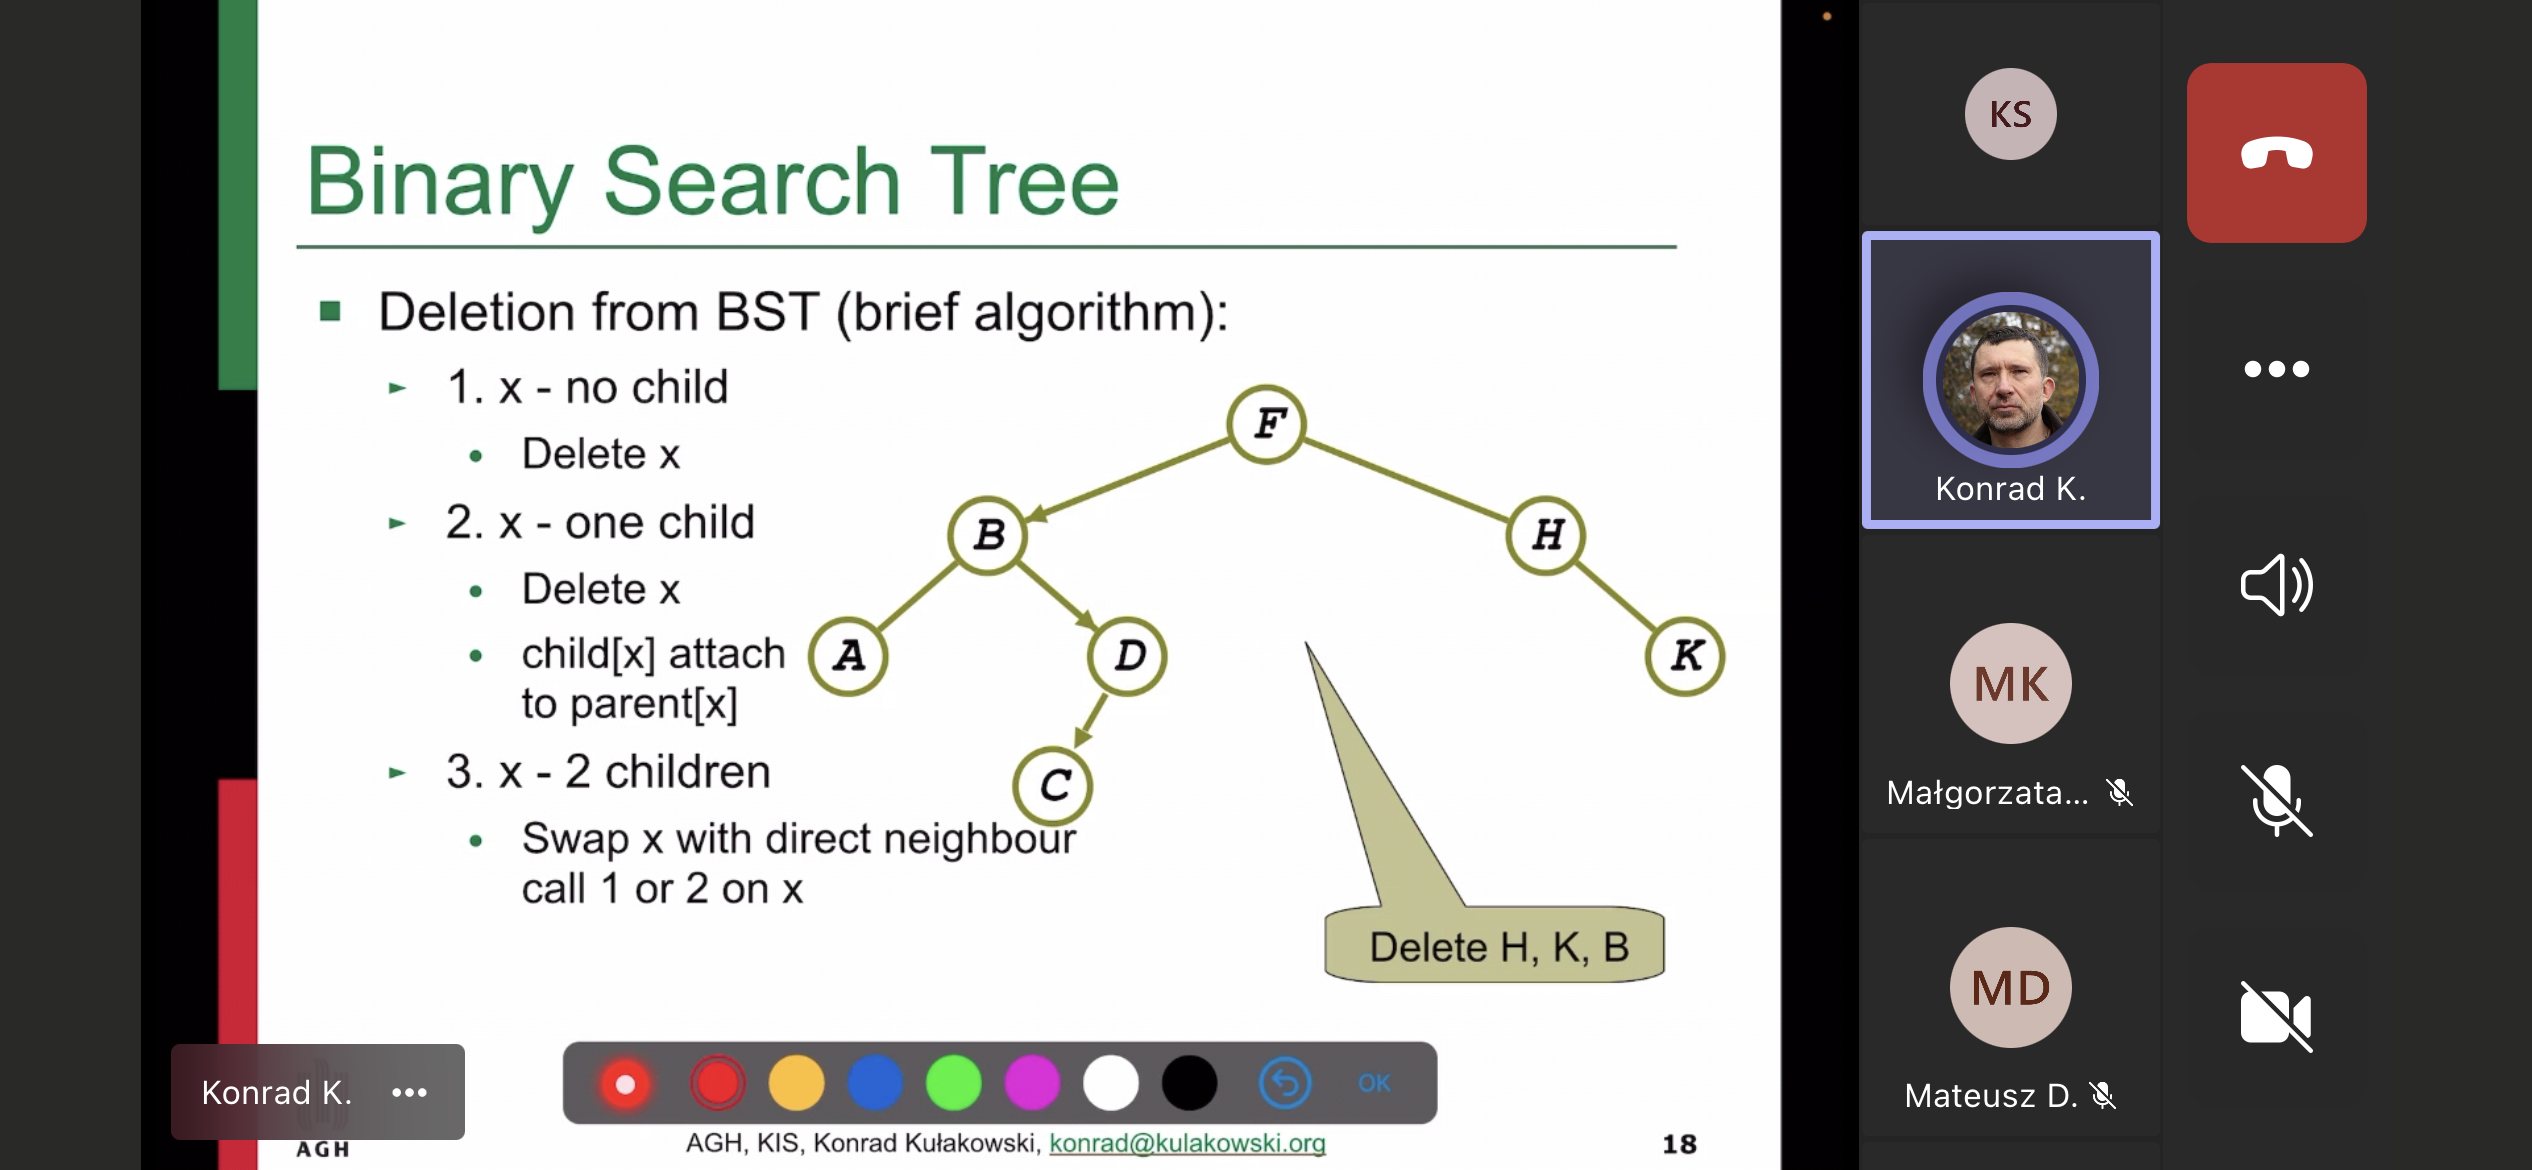 Binary Search Tree
Deletion from BST (brief algorithm):
1. x - no child
Delete x
2. x - one child
Delete x
child[x] attach
to parent[x]
3. x - 2 children
Swap x with direct neighbour
call 1 or 2 on x
F
B
H
A
D
K
C
Delete H, K, B
OK
Konrad K.
AGH
AGH, KIS, Konrad Kułakowski, konrad@kulakowski.org
18
KS
Konrad K.
MK
Małgorzata...
MD
Mateusz D.